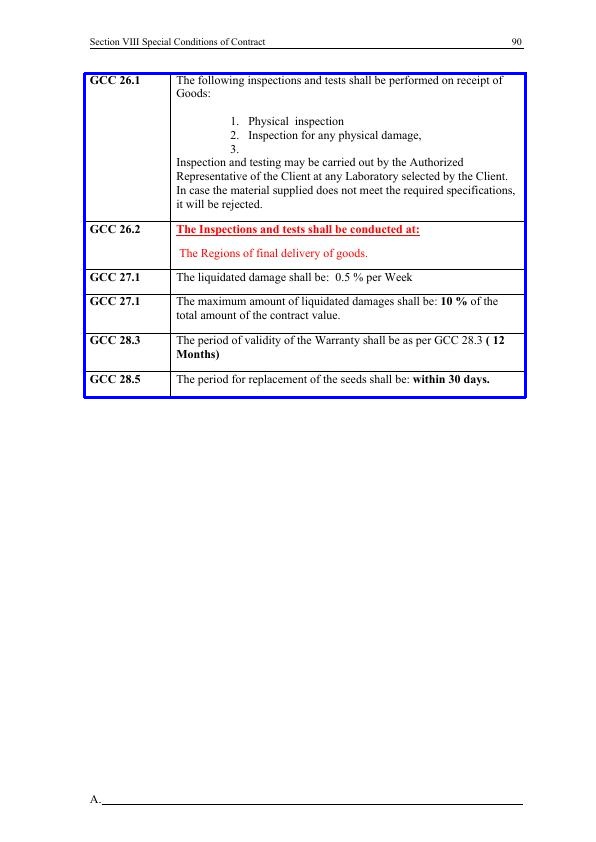 Section VIII Special Conditions of Contract 90
GCC 26.1 The following inspections and tests shall be performed on receipt of
Goods:
1. Physical inspection
2. Inspection for any physical damage,
3.
Inspection and testing may be carried out by the Authorized
Representative of the Client at any Laboratory selected by the Client.
In case the material supplied does not meet the required specifications,
it will be rejected.
GCC 26.2 The Inspections and tests shall be conducted at:
The Regions of final delivery of goods.
GCC 27.1 The liquidated damage shall be: 0.5 % per Week
GCC 27.1 The maximum amount of liquidated damages shall be: 10 % of the
total amount of the contract value.
GCC 28.3 The period of validity of the Warranty shall be as per GCC 28.3 ( 12
Months)
GCC 28.5 The period for replacement of the seeds shall be: within 30 days.
A.